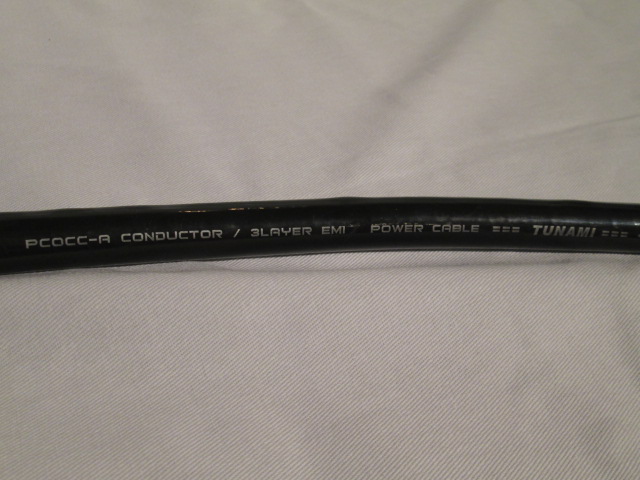 PCOCC-A CONDUCTOR / 3LAYER EMI POWER CABLE === TUNAMI ===